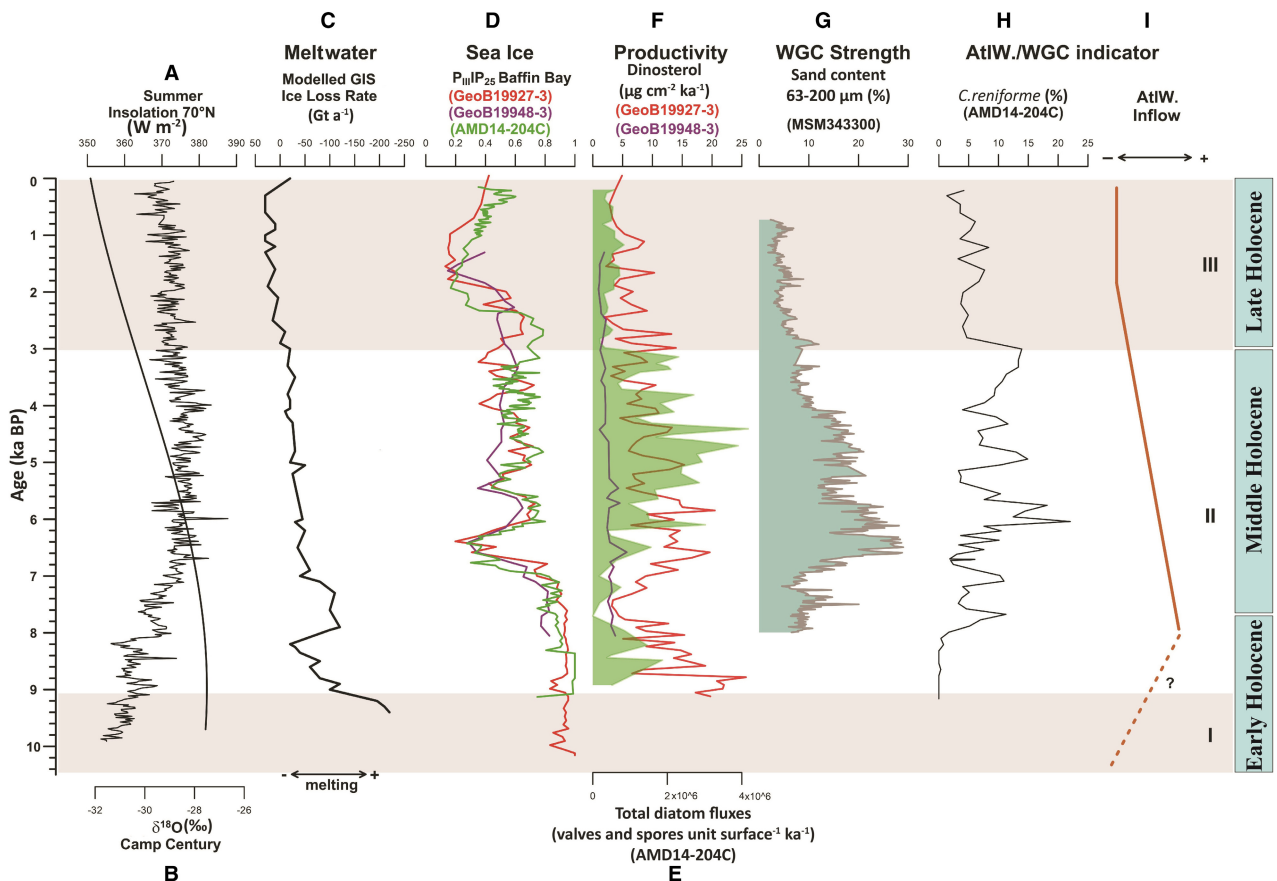 A
Summer
Insolation 70°N
(W m⁻²)
350 360 370 380 390
C
Meltwater
Modelled GIS
Ice Loss Rate
(Gt a⁻¹)
50 0 -50 -100 -150 -200 -250
D
Sea Ice
PIIIIP25 Baffin Bay
(GeoB19927-3)
(GeoB19948-3)
(AMD14-204C)
0 0.2 0.4 0.6 0.8 1
F
Productivity
Dinosterol
(µg cm⁻² ka⁻¹)
(GeoB19927-3)
(GeoB19948-3)
0 5 10 15 20 25
G
WGC Strength
Sand content
63-200 µm (%)
(MSM343300)
0 10 20 30
H I
AtlW./WGC indicator
C.reniforme (%)
(AMD14-204C)
0 5 10 15 20 25
AtlW.
Inflow
− +
Age (ka BP)
0
1
2
3
4
5
6
7
8
9
10
III
II
?
I
Late Holocene
Middle Holocene
Early Holocene
- +
melting
-32 -30 -28 -26
δ¹⁸O(‰)
Camp Century
B
0 2x10^6 4x10^6
Total diatom fluxes
(valves and spores unit surface⁻¹ ka⁻¹)
(AMD14-204C)
E